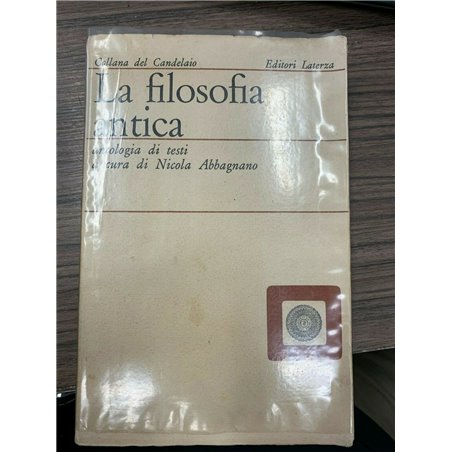 Collana del Candelaio Editori Laterza
La filosofia
antica
antologia di testi
a cura di Nicola Abbagnano